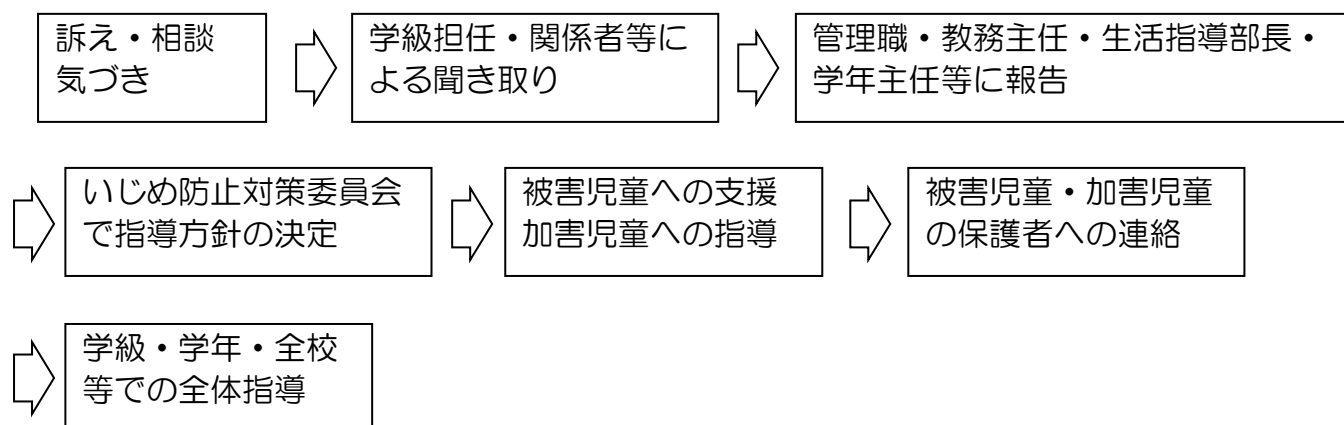 訴え・相談
気づき
学級担任・関係者等に
よる聞き取り
管理職・教務主任・生活指導部長・
学年主任等に報告
いじめ防止対策委員会
で指導方針の決定
被害児童への支援
加害児童への指導
被害児童・加害児童
の保護者への連絡
学級・学年・全校
等での全体指導